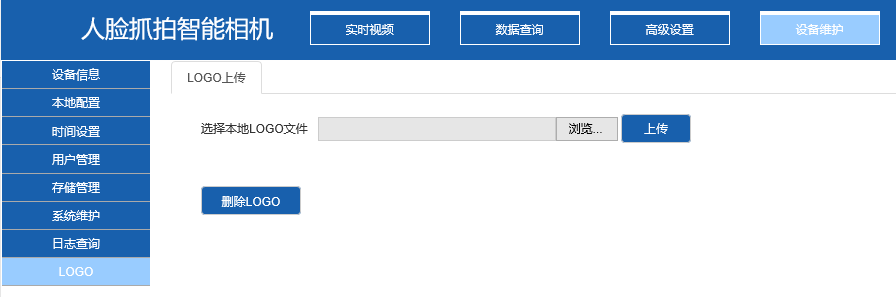 人脸抓拍智能相机 实时视频 数据查询 高级设置 设备维护
设备信息
本地配置
时间设置
用户管理
存储管理
系统维护
日志查询
LOGO
LOGO上传
选择本地LOGO文件 浏览... 上传
删除LOGO